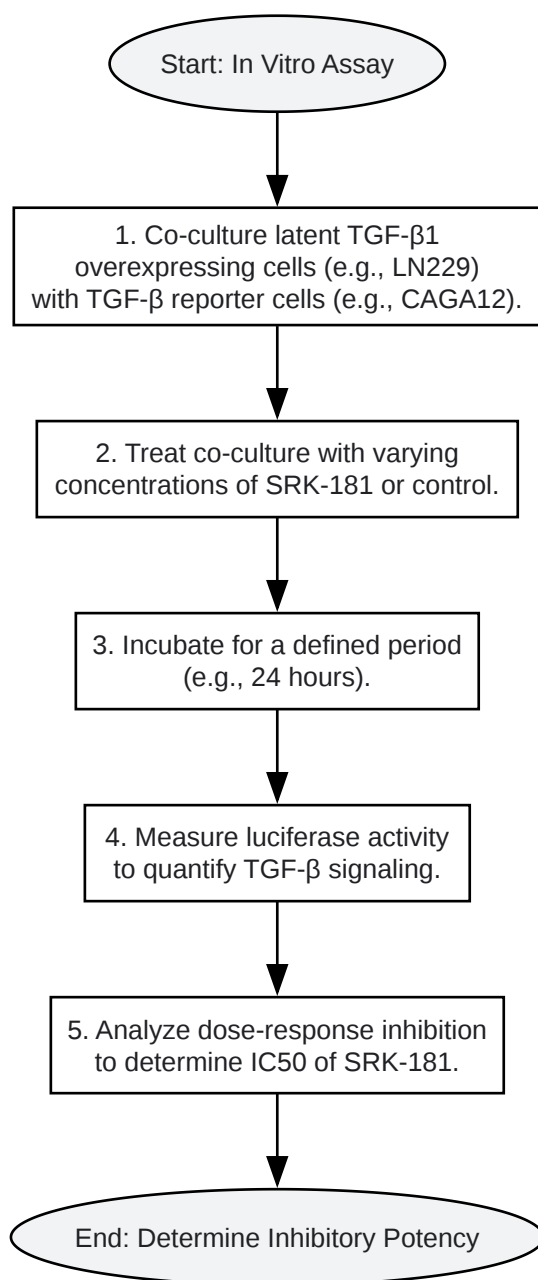 Start: In Vitro Assay
1. Co-culture latent TGF-β1
overexpressing cells (e.g., LN229)
with TGF-β reporter cells (e.g., CAGA12).
2. Treat co-culture with varying
concentrations of SRK-181 or control.
3. Incubate for a defined period
(e.g., 24 hours).
4. Measure luciferase activity
to quantify TGF-β signaling.
5. Analyze dose-response inhibition
to determine IC50 of SRK-181.
End: Determine Inhibitory Potency